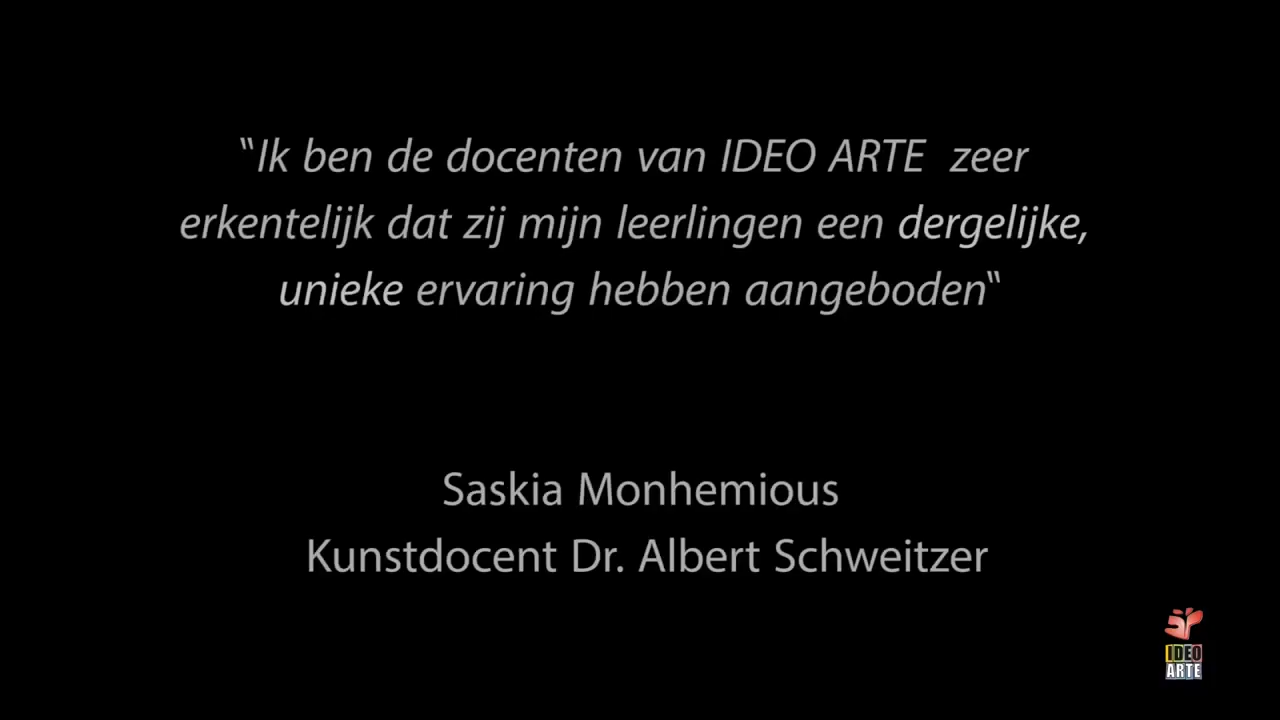 ‟Ik ben de docenten van IDEO ARTE zeer
erkentelijk dat zij mijn leerlingen een dergelijke,
unieke ervaring hebben aangeboden‟
Saskia Monhemious
Kunstdocent Dr. Albert Schweitzer
IDEO
ARTE